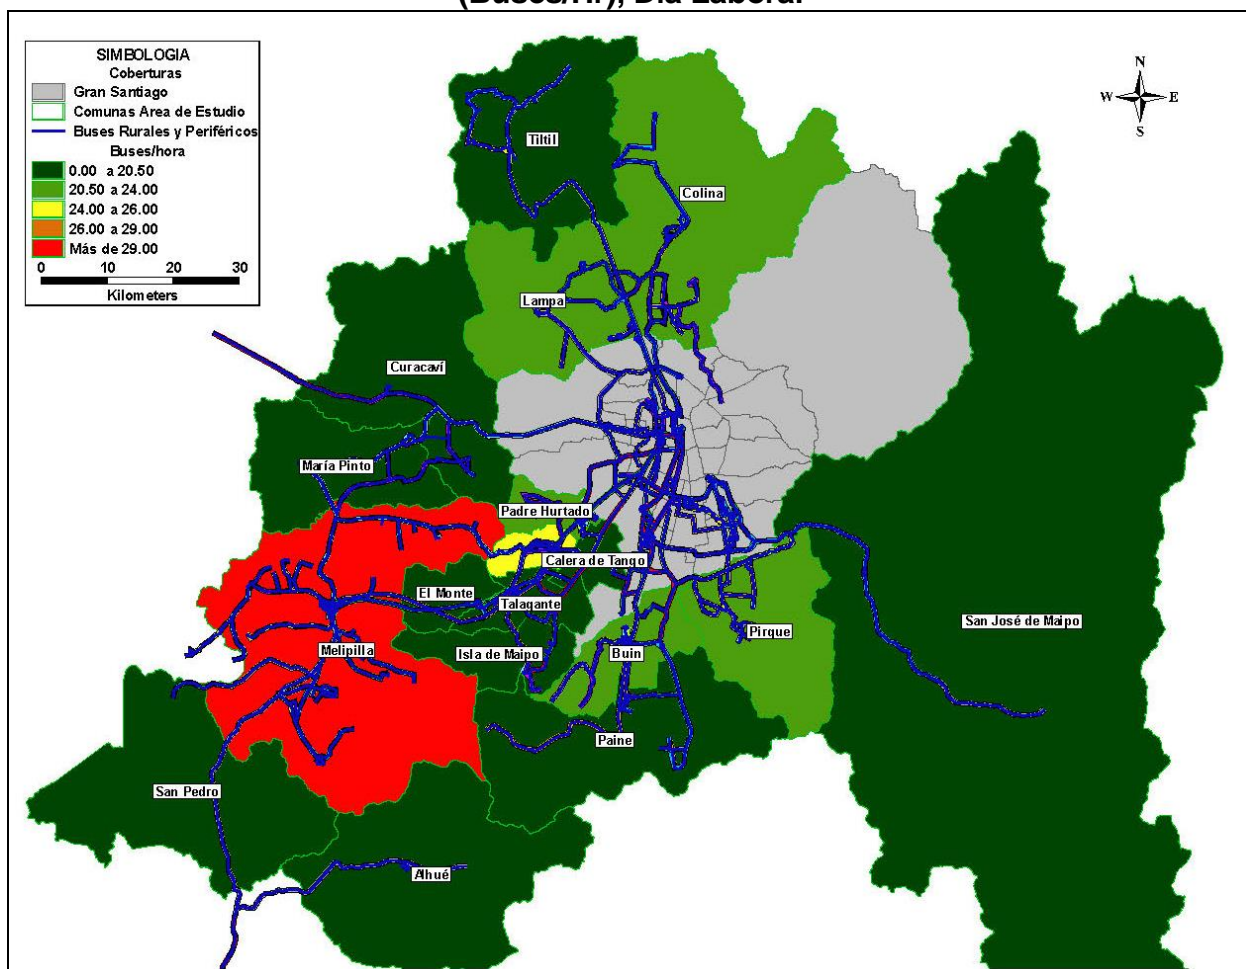 (Buses/Hr), Día Laboral
SIMBOLOGIA
Coberturas
Gran Santiago
Comunas Area de Estudio
Buses Rurales y Periféricos
Buses/hora
0.00 a 20.50
20.50 a 24.00
24.00 a 26.00
26.00 a 29.00
Más de 29.00
0 10 20 30
Kilometers
N
W E
S
Tiltil
Colina
Lampa
Curacaví
María Pinto
Padre Hurtado
Calera de Tango
El Monte
Talagante
San José de Maipo
Pirque
Melipilla
Isla de Maipo
Buin
Paine
San Pedro
Alhué